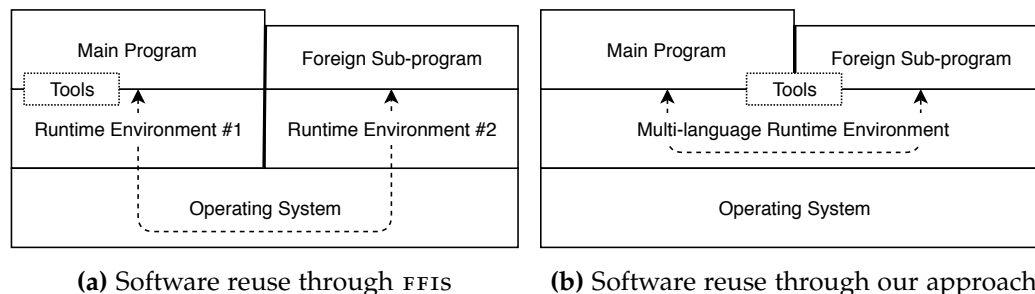 Main Program
Foreign Sub-program
Tools
Runtime Environment #1
Runtime Environment #2
Operating System
(a) Software reuse through FFIs
Main Program
Foreign Sub-program
Tools
Multi-language Runtime Environment
Operating System
(b) Software reuse through our approach